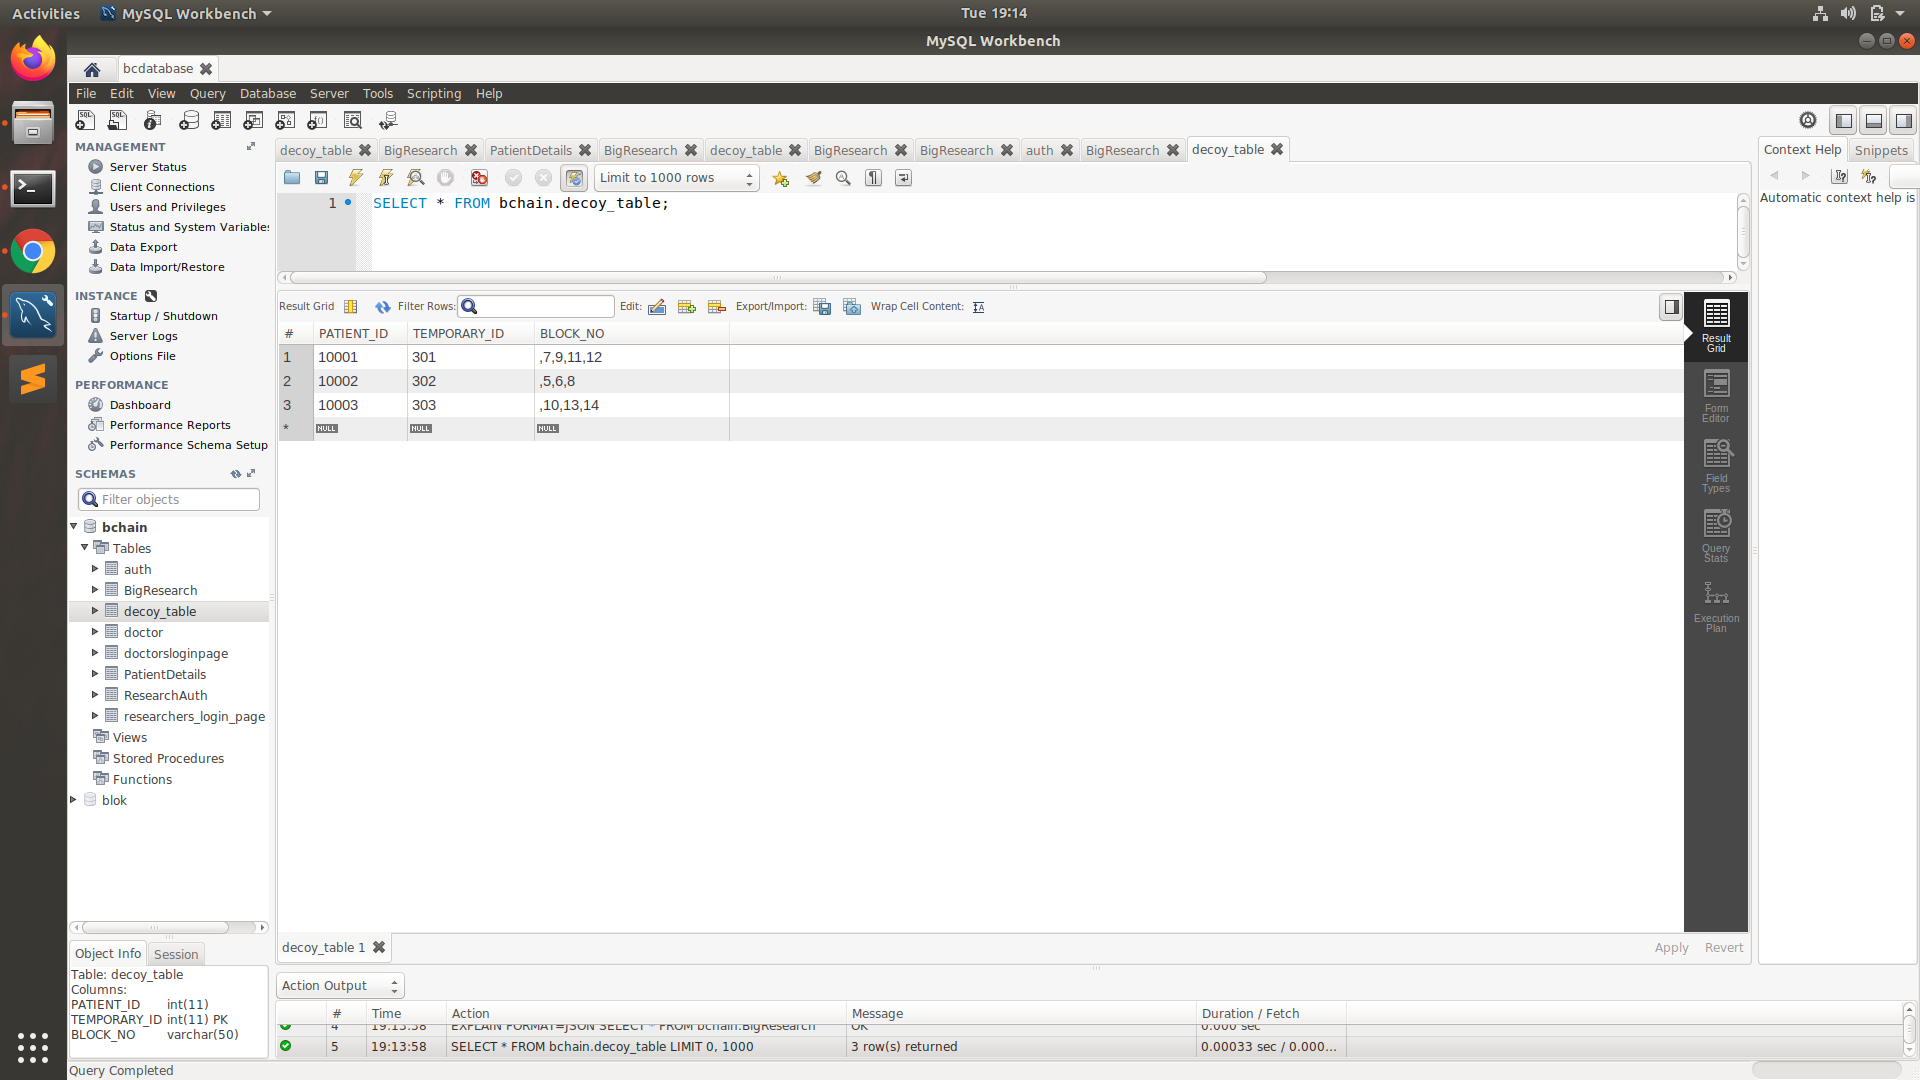 Activities MySQL Workbench Tue 19:14
MySQL Workbench
bcdatabase
File Edit View Query Database Server Tools Scripting Help
MANAGEMENT
Server Status
Client Connections
Users and Privileges
Status and System Variables
Data Export
Data Import/Restore
INSTANCE
Startup / Shutdown
Server Logs
Options File
PERFORMANCE
Dashboard
Performance Reports
Performance Schema Setup
SCHEMAS
Filter objects
bchain
Tables
auth
BigResearch
decoy_table
doctor
doctorsloginpage
PatientDetails
ResearchAuth
researchers_login_page
Views
Stored Procedures
Functions
blok
Object Info Session
Table: decoy_table
Columns:
PATIENT_ID int(11)
TEMPORARY_ID int(11) PK
BLOCK_NO varchar(50)
decoy_table BigResearch PatientDetails BigResearch decoy_table BigResearch BigResearch auth BigResearch decoy_table
Limit to 1000 rows
1 SELECT * FROM bchain.decoy_table;
Result Grid Filter Rows: Edit: Export/Import: Wrap Cell Content:
# PATIENT_ID TEMPORARY_ID BLOCK_NO
1 10001 301 ,7,9,11,12
2 10002 302 ,5,6,8
3 10003 303 ,10,13,14
* NULL NULL NULL
Result
Grid
Form
Editor
Field
Types
Query
Stats
Execution
Plan
decoy_table 1 Apply Revert
Action Output
# Time Action Message Duration / Fetch
4 19:13:38 EXPLAIN FORMAT=JSON SELECT * FROM bchain.BigResearch OK 0.000 sec
5 19:13:58 SELECT * FROM bchain.decoy_table LIMIT 0, 1000 3 row(s) returned 0.00033 sec / 0.000...
Context Help Snippets
Automatic context help is
Query Completed